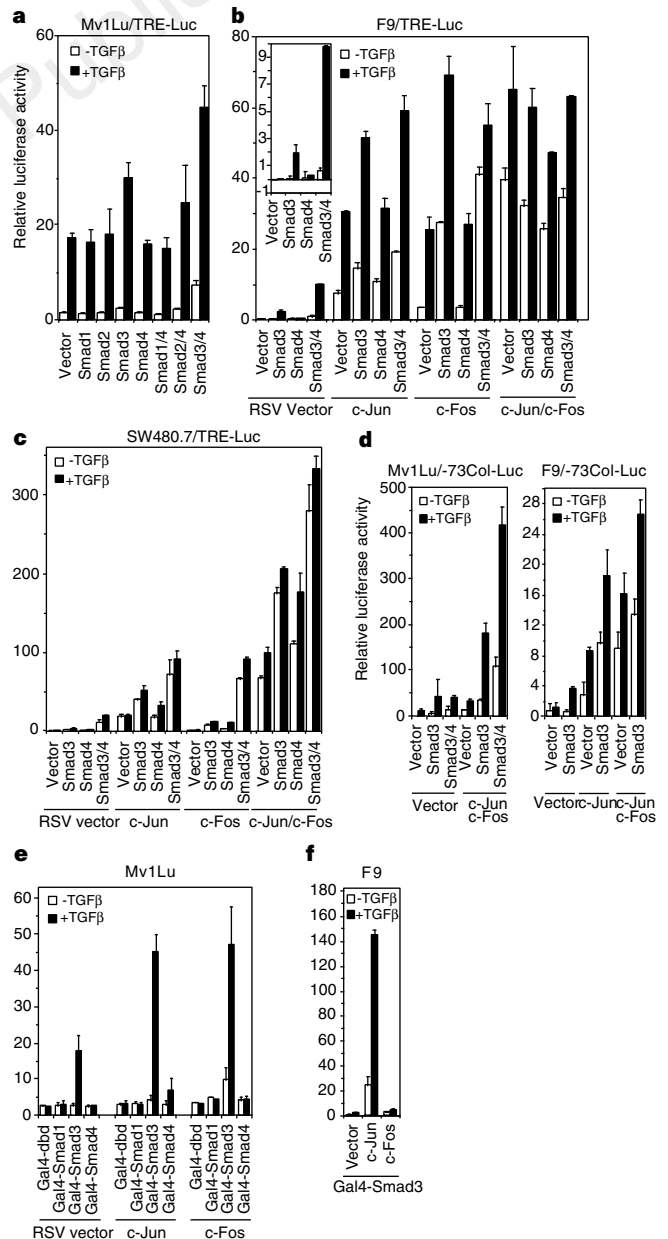 Public
a
Mv1Lu/TRE-Luc
-TGFβ
+TGFβ
Relative luciferase activity
60
40
20
0
Vector
Smad1
Smad2
Smad3
Smad4
Smad1/4
Smad2/4
Smad3/4
b
F9/TRE-Luc
-TGFβ
+TGFβ
80
60
40
20
0
9
7
5
3
1
1
Vector
Smad3
Smad4
Smad3/4
Vector
Smad3
Smad4
Smad3/4
Vector
Smad3
Smad4
Smad3/4
Vector
Smad3
Smad4
Smad3/4
Vector
Smad3
Smad4
Smad3/4
RSV Vector
c-Jun
c-Fos
c-Jun/c-Fos
c
SW480.7/TRE-Luc
-TGFβ
+TGFβ
300
200
100
0
Vector
Smad3
Smad4
Smad3/4
Vector
Smad3
Smad4
Smad3/4
Vector
Smad3
Smad4
Smad3/4
Vector
Smad3
Smad4
Smad3/4
RSV vector
c-Jun
c-Fos
c-Jun/c-Fos
d
Mv1Lu/-73Col-Luc
-TGFβ
+TGFβ
Relative luciferase activity
500
400
300
200
100
0
Vector
Smad3
Smad3/4
Vector
Smad3
Smad3/4
Vector
c-Jun
c-Fos
F9/-73Col-Luc
-TGFβ
+TGFβ
28
24
20
16
12
8
4
0
Vector
Smad3
Vector
Smad3
Vector
Smad3
Vector
c-Jun
c-Jun
c-Fos
e
Mv1Lu
-TGFβ
+TGFβ
60
50
40
30
20
10
0
Gal4-dbd
Gal4-Smad1
Gal4-Smad3
Gal4-Smad4
Gal4-dbd
Gal4-Smad1
Gal4-Smad3
Gal4-Smad4
Gal4-dbd
Gal4-Smad1
Gal4-Smad3
Gal4-Smad4
RSV vector
c-Jun
c-Fos
f
F9
-TGFβ
+TGFβ
180
160
140
120
100
80
60
40
20
0
Vector
c-Jun
c-Fos
Gal4-Smad3